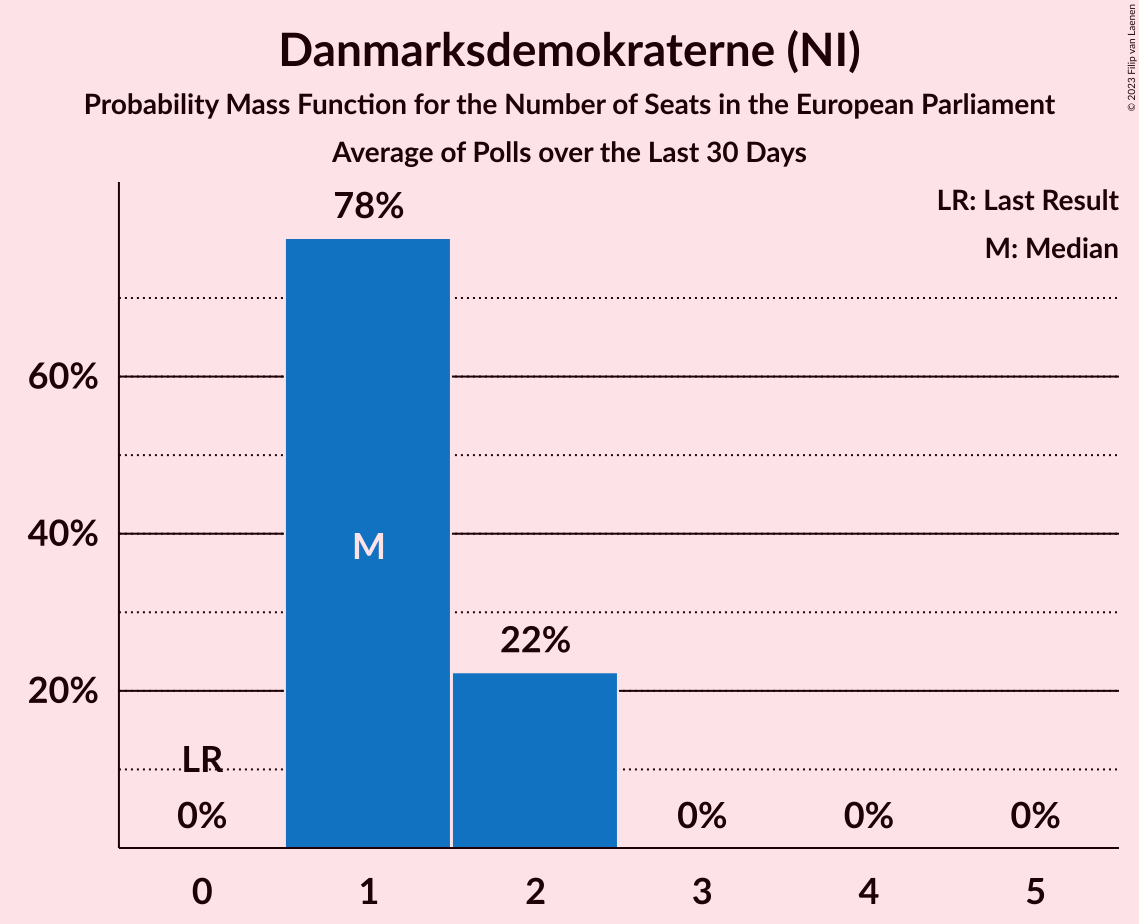 Danmarksdemokraterne (NI)
Probability Mass Function for the Number of Seats in the European Parliament
Average of Polls over the Last 30 Days
© 2023 Filip van Laenen
LR: Last Result
M: Median
78%
60%
40%
M
22%
20%
LR
0%
0%
0%
0%
0
1
2
3
4
5